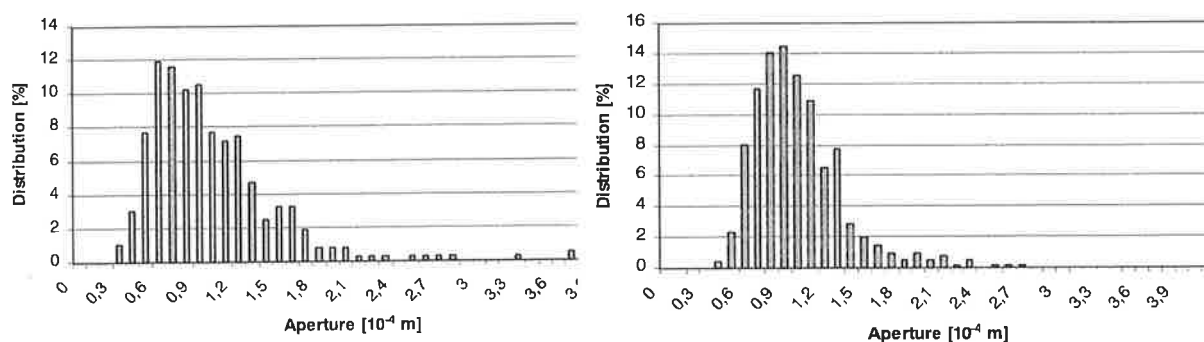 Distribution [%]
14
12
10
8
6
4
2
0
0 0,3 0,6 0,9 1,2 1,5 1,8 2,1 2,4 2,7 3 3,3 3,6
Aperture [10⁻⁴ m]
Distribution [%]
16
14
12
10
8
6
4
2
0
0 0,3 0,6 0,9 1,2 1,5 1,8 2,1 2,4 2,7 3 3,3 3,6 3,9
Aperture [10⁻⁴ m]